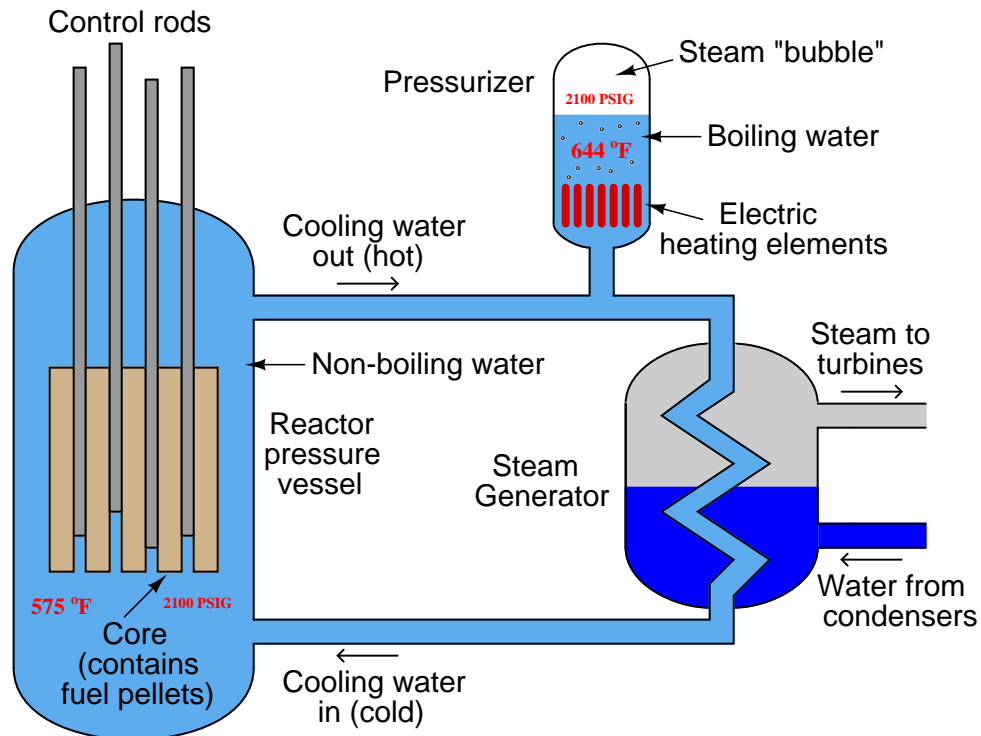 Control rods
Steam "bubble"
Pressurizer
2100 PSIG
Boiling water
644 °F
Electric
heating elements
Cooling water
out (hot)
Non-boiling water
Steam to
turbines
Reactor
pressure
vessel
Steam
Generator
575 °F
2100 PSIG
Water from
condensers
Core
(contains
fuel pellets)
Cooling water
in (cold)